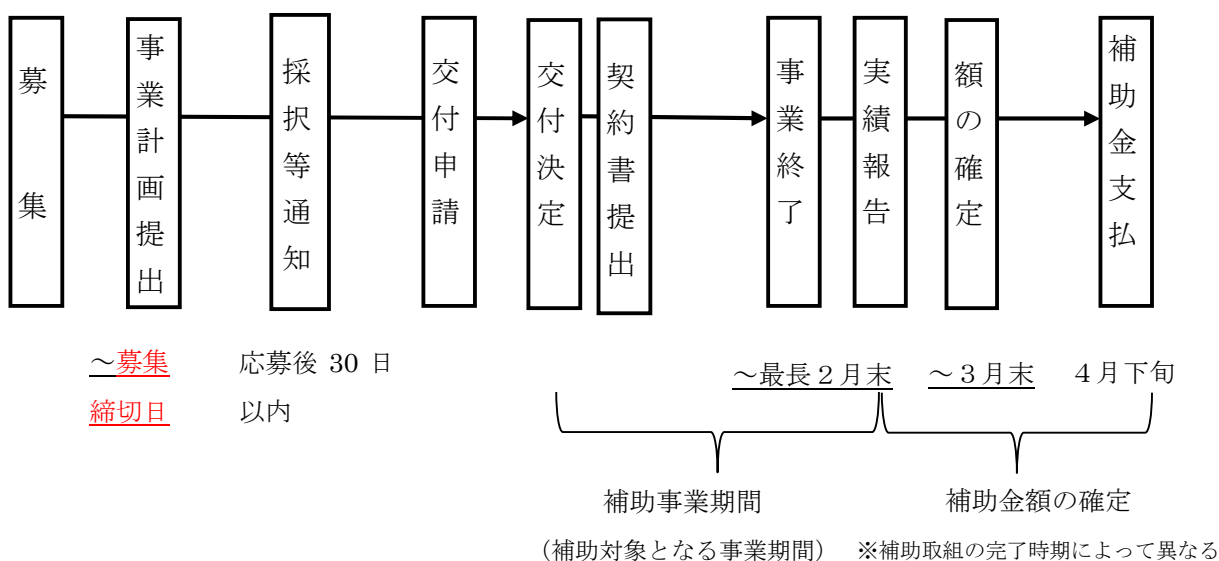 募集
事業計画提出
採択等通知
交付申請
交付決定
契約書提出
事業終了
実績報告
額の確定
補助金支払
～募集
締切日
応募後 30 日
以内
～最長２月末
～３月末
４月下旬
補助事業期間
（補助対象となる事業期間）
補助金額の確定
※補助取組の完了時期によって異なる